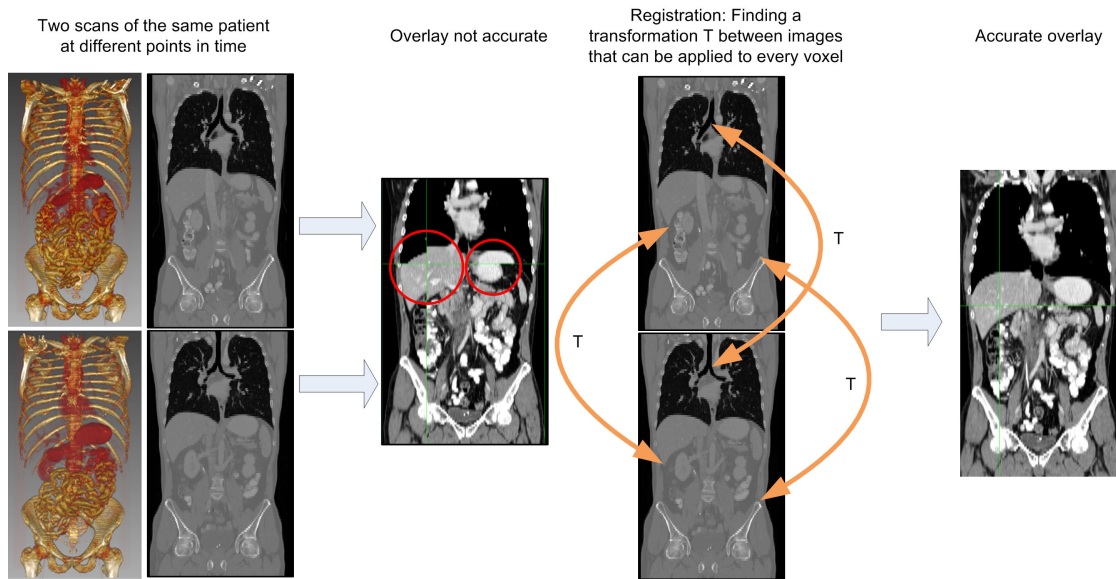 Two scans of the same patient
at different points in time
Overlay not accurate
Registration: Finding a
transformation T between images
that can be applied to every voxel
Accurate overlay
T
T
T